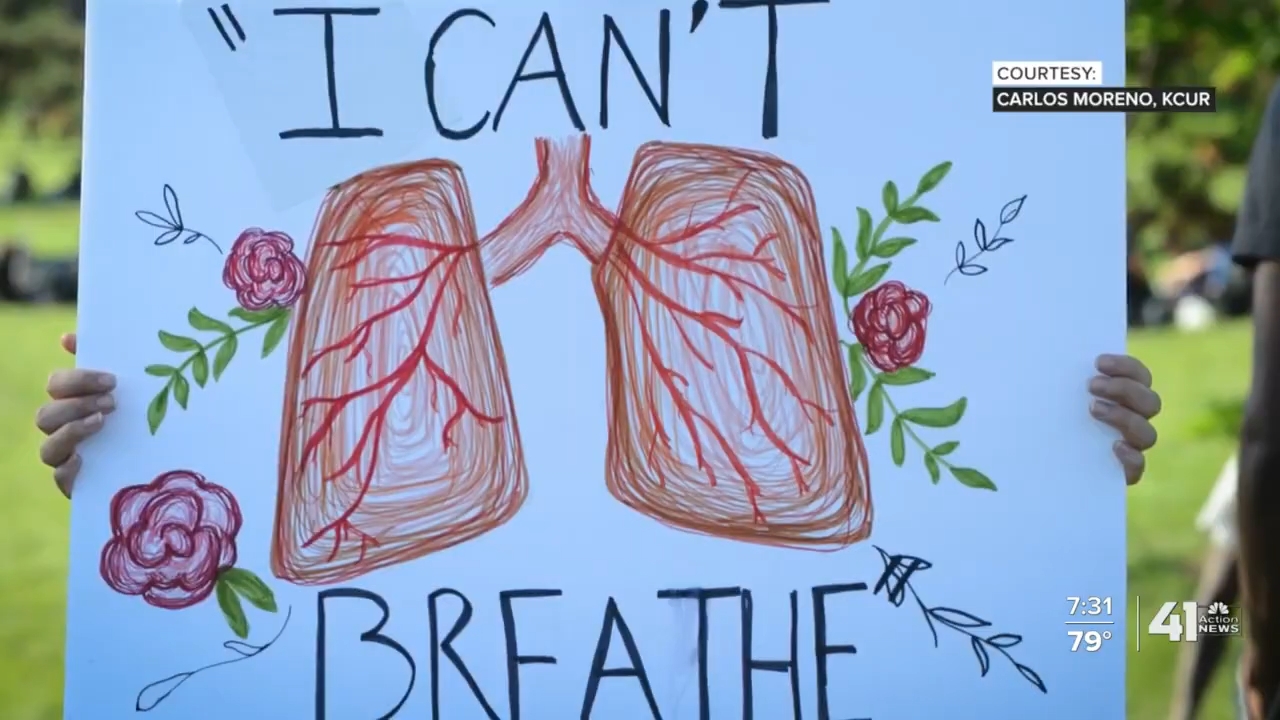 "I CAN'T
COURTESY:
CARLOS MORENO, KCUR
BREATHE
7:31
79°
41 Action
NEWS